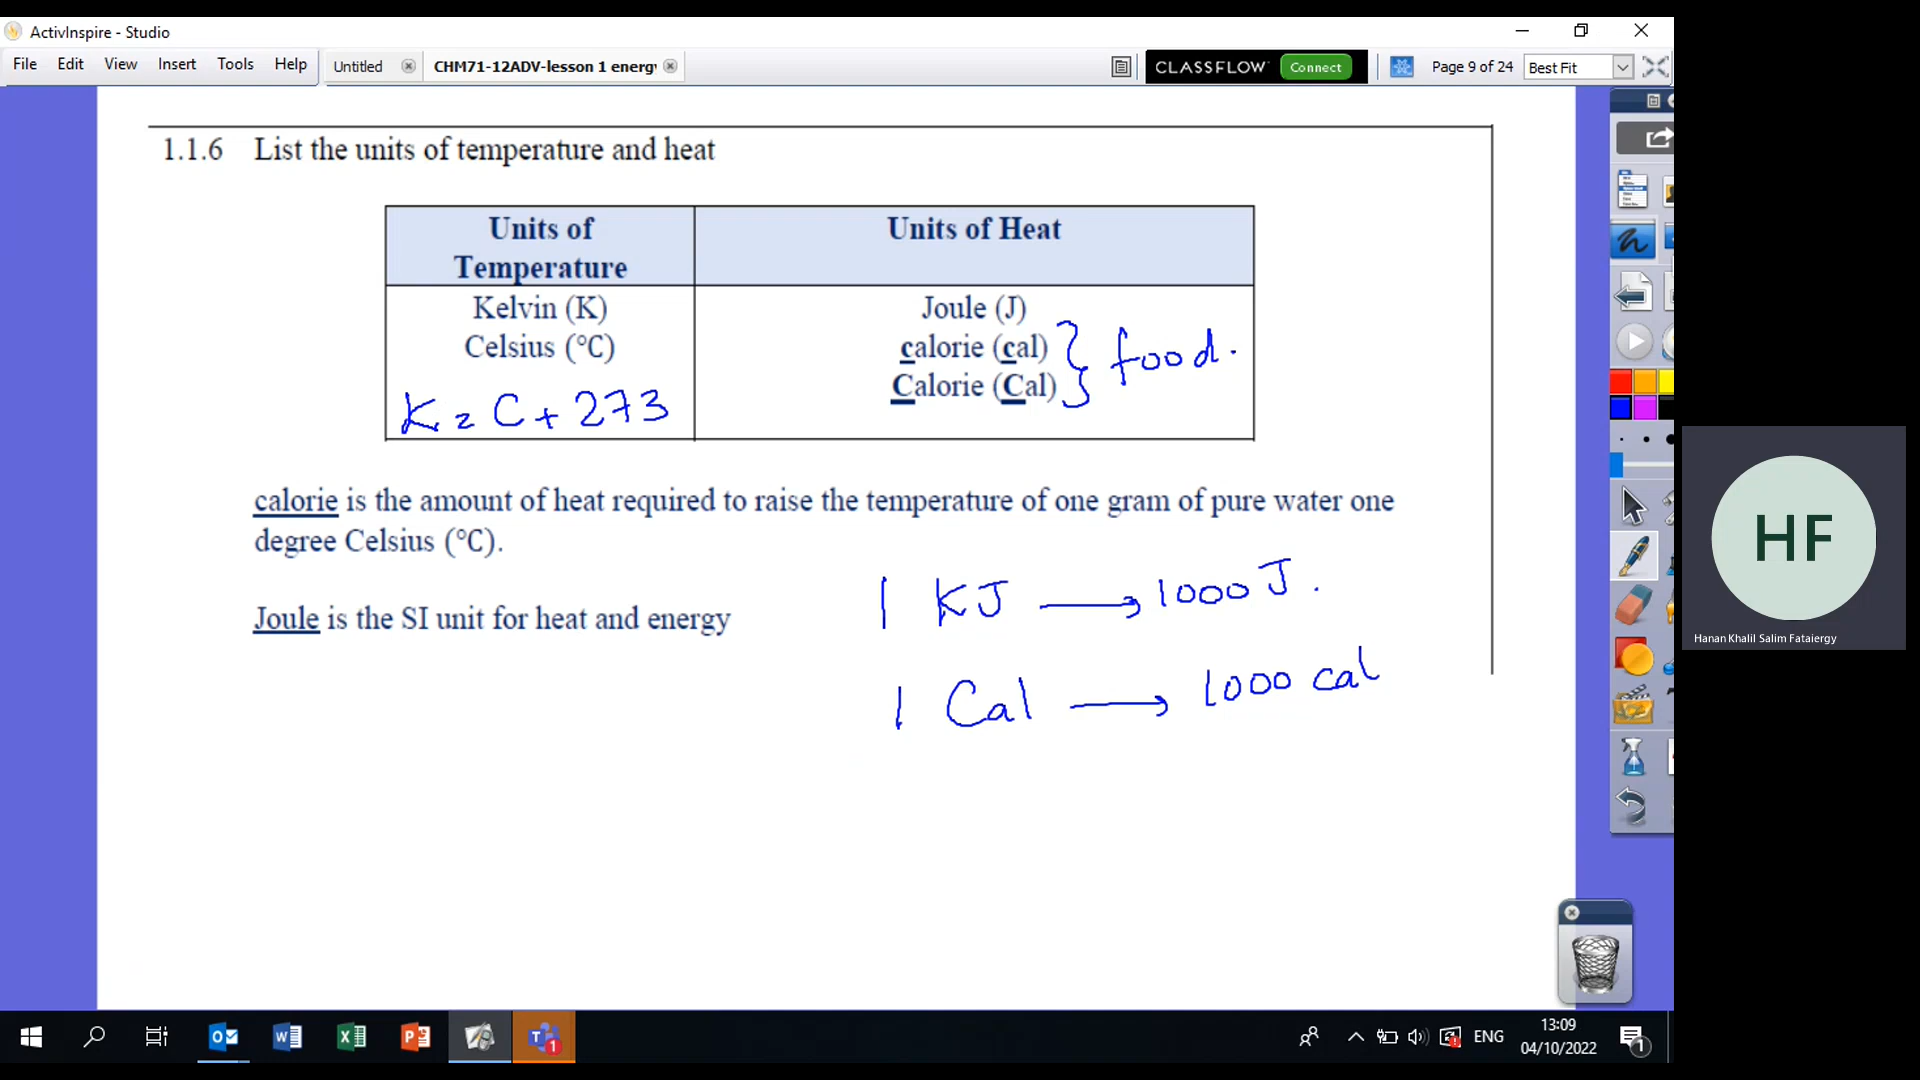 ActivInspire - Studio
File Edit View Insert Tools Help
Untitled CHM71-12ADV-lesson 1 energy
CLASSFLOW Connect Page 9 of 24 Best Fit
1.1.6 List the units of temperature and heat
Units of Temperature
Units of Heat
Kelvin (K)
Celsius (°C)
K = C + 273
Joule (J)
calorie (cal)
Calorie (Cal)
food.
calorie is the amount of heat required to raise the temperature of one gram of pure water one
degree Celsius (°C).
1 KJ → 1000 J.
Joule is the SI unit for heat and energy
1 Cal → 1000 cal
HF
Hanan Khalil Salim Fataiergy
ENG
13:09
04/10/2022
1
1